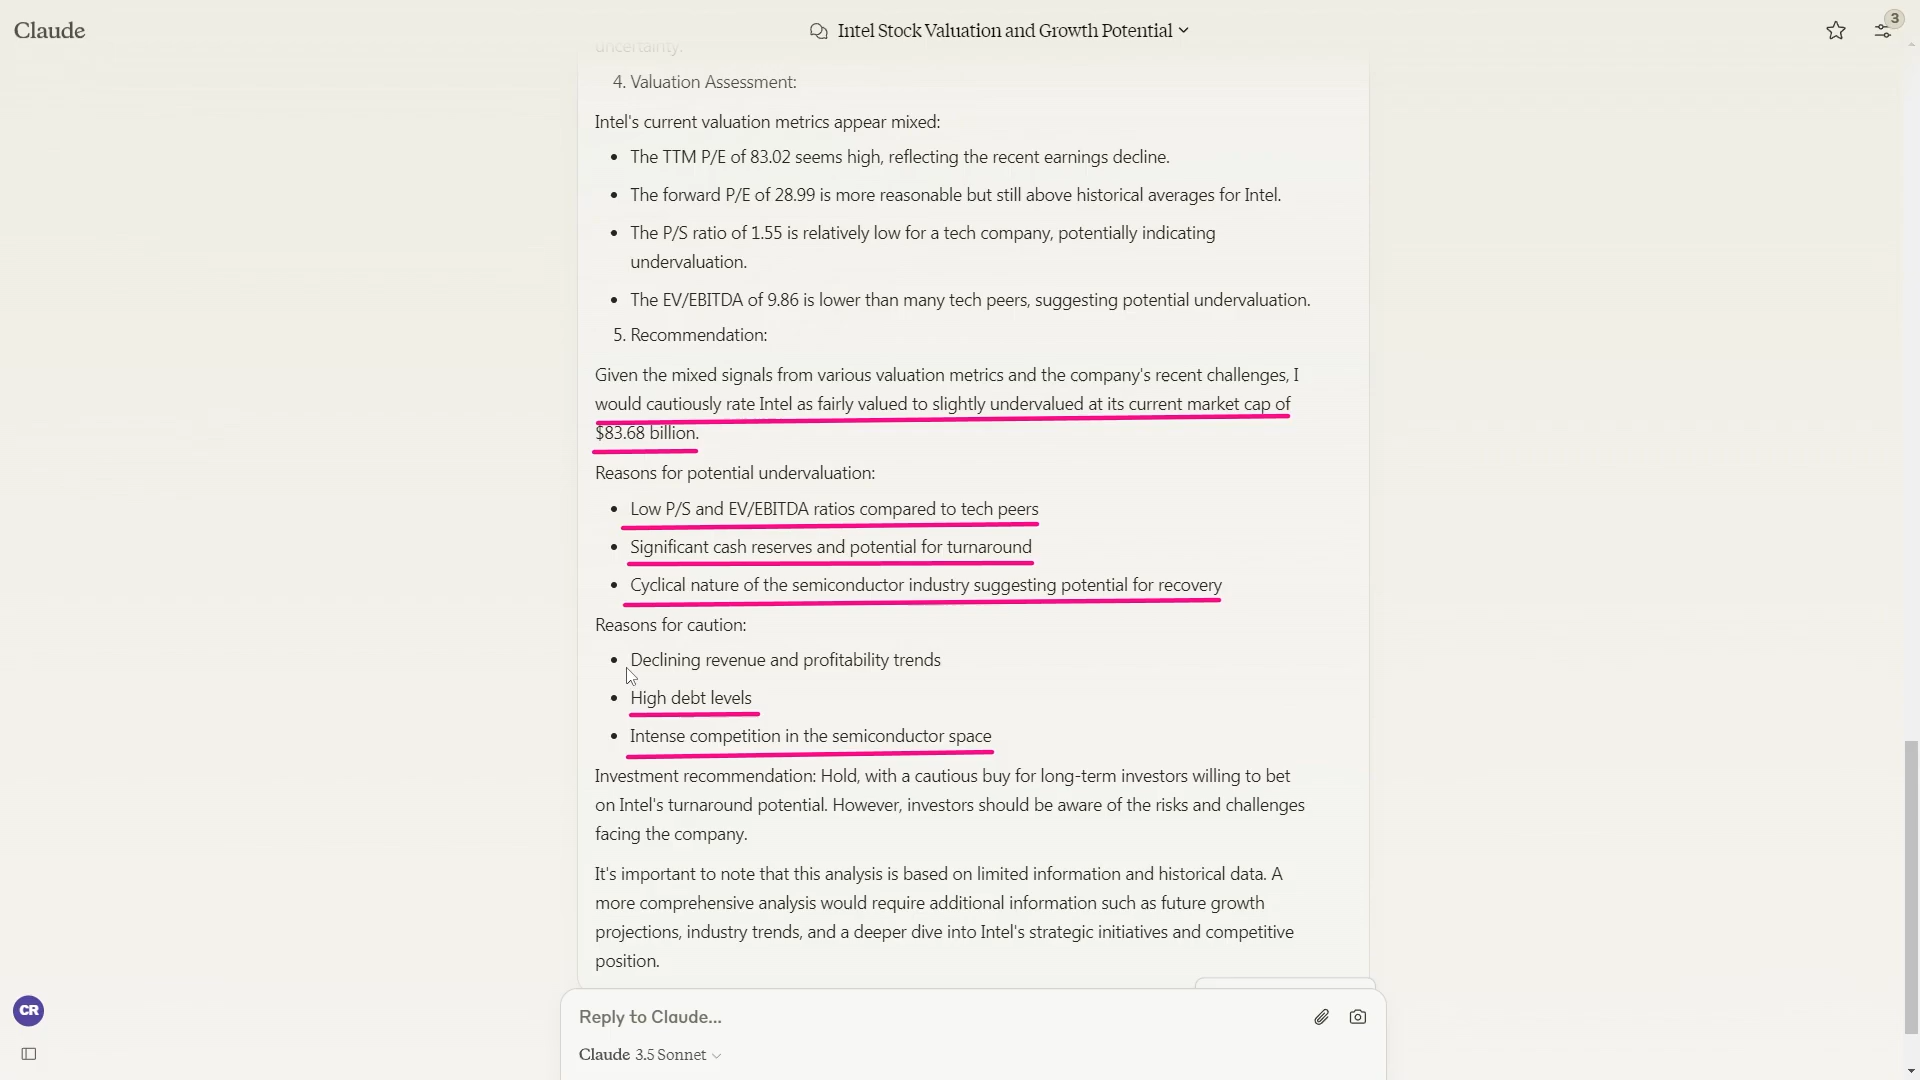 Claude
Intel Stock Valuation and Growth Potential
3
uncertainty.
4. Valuation Assessment:
Intel's current valuation metrics appear mixed:
• The TTM P/E of 83.02 seems high, reflecting the recent earnings decline.
• The forward P/E of 28.99 is more reasonable but still above historical averages for Intel.
• The P/S ratio of 1.55 is relatively low for a tech company, potentially indicating
undervaluation.
• The EV/EBITDA of 9.86 is lower than many tech peers, suggesting potential undervaluation.
5. Recommendation:
Given the mixed signals from various valuation metrics and the company's recent challenges, I
would cautiously rate Intel as fairly valued to slightly undervalued at its current market cap of
$83.68 billion.
Reasons for potential undervaluation:
• Low P/S and EV/EBITDA ratios compared to tech peers
• Significant cash reserves and potential for turnaround
• Cyclical nature of the semiconductor industry suggesting potential for recovery
Reasons for caution:
• Declining revenue and profitability trends
• High debt levels
• Intense competition in the semiconductor space
Investment recommendation: Hold, with a cautious buy for long-term investors willing to bet
on Intel's turnaround potential. However, investors should be aware of the risks and challenges
facing the company.
It's important to note that this analysis is based on limited information and historical data. A
more comprehensive analysis would require additional information such as future growth
projections, industry trends, and a deeper dive into Intel's strategic initiatives and competitive
position.
CR
Reply to Claude...
Claude 3.5 Sonnet